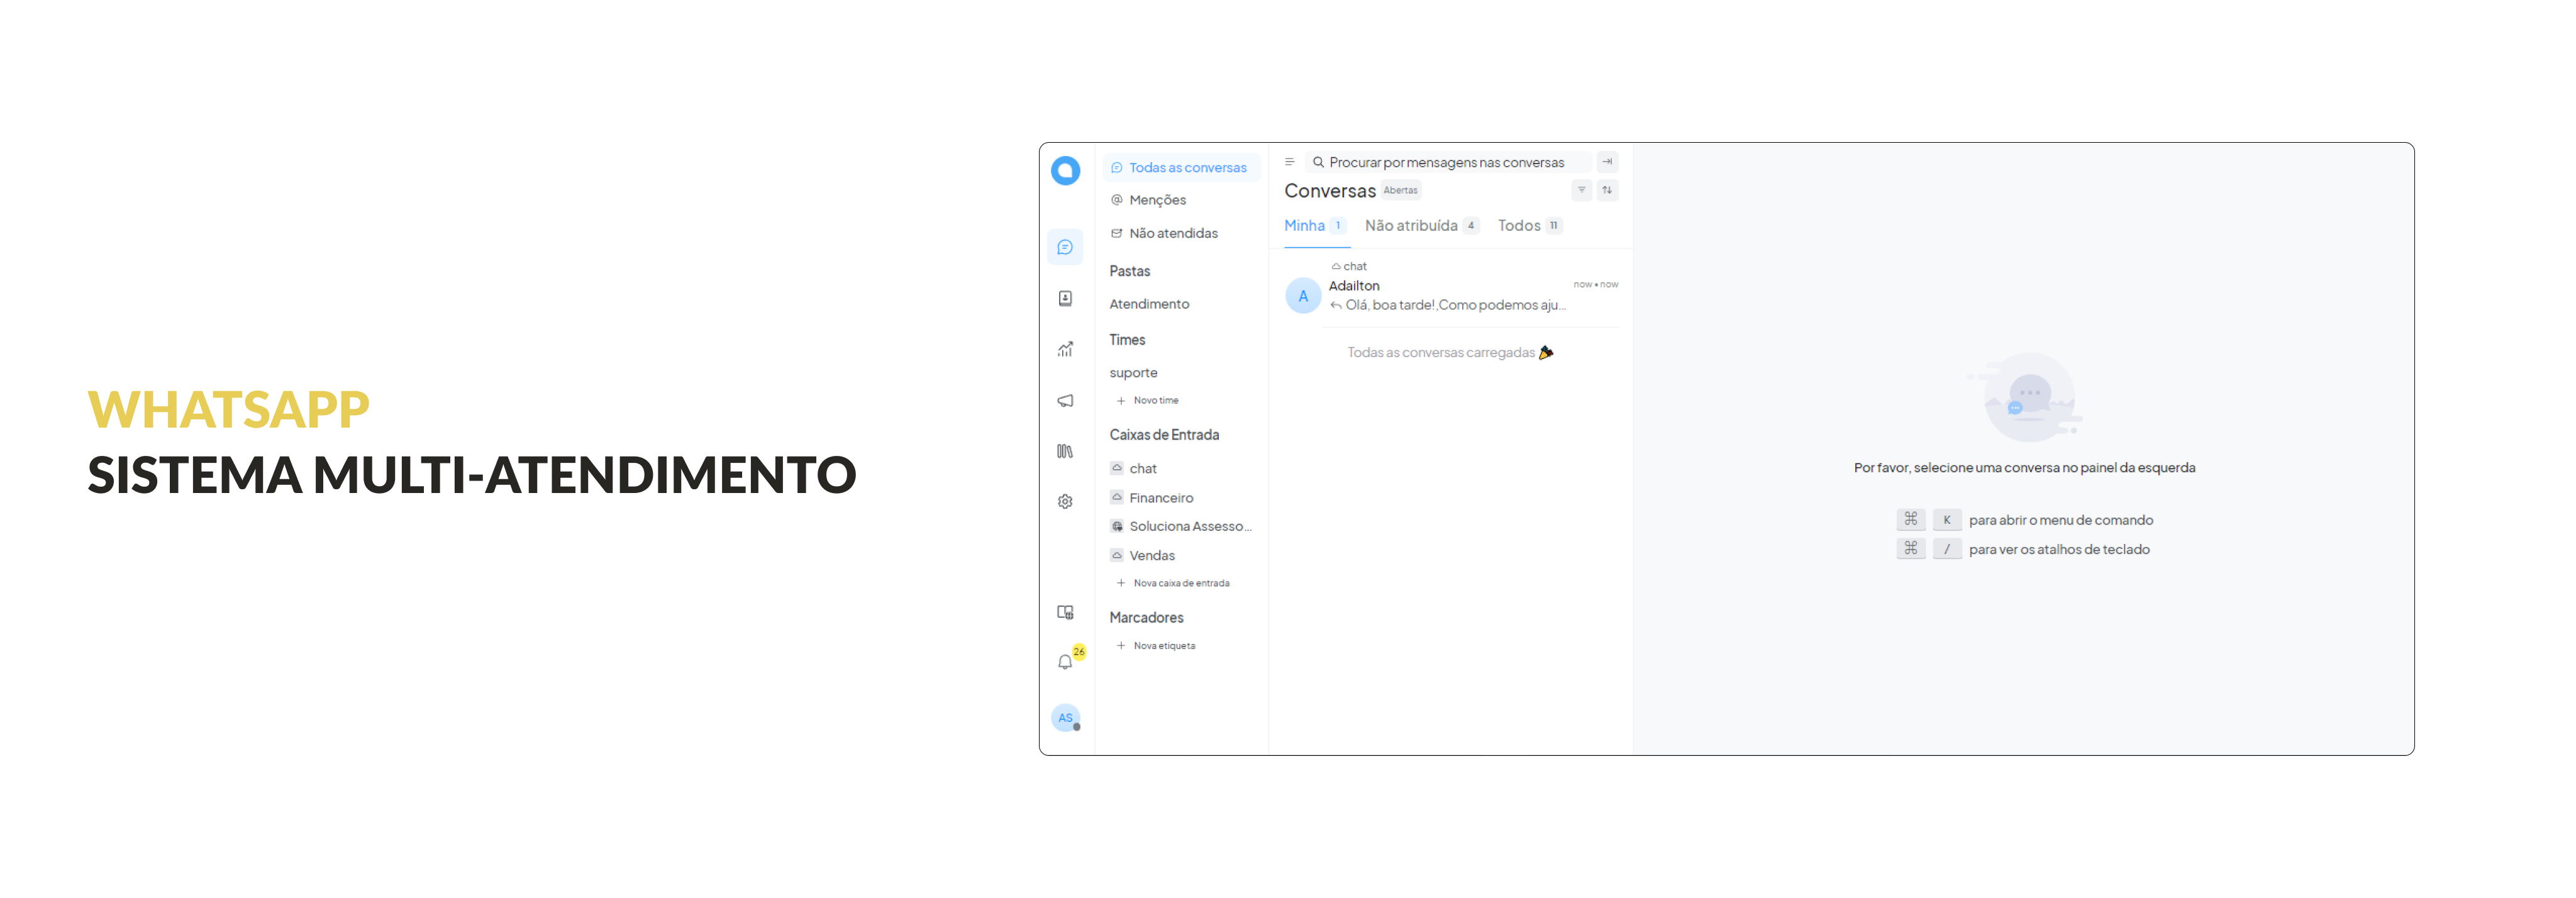 WHATSAPP
SISTEMA MULTI-ATENDIMENTO
Todas as conversas
Menções
Não atendidas
Pastas
Atendimento
Times
suporte
+ Novo time
Caixas de Entrada
chat
Financeiro
Soluciona Assesso...
Vendas
+ Nova caixa de entrada
Marcadores
+ Nova etiqueta
26
AS
Procurar por mensagens nas conversas
Conversas Abertas
Minha 1 Não atribuída 4 Todos 11
chat
A
Adailton now • now
Olá, boa tarde!,Como podemos aju...
Todas as conversas carregadas 🎉
Por favor, selecione uma conversa no painel da esquerda
⌘ K para abrir o menu de comando
⌘ / para ver os atalhos de teclado